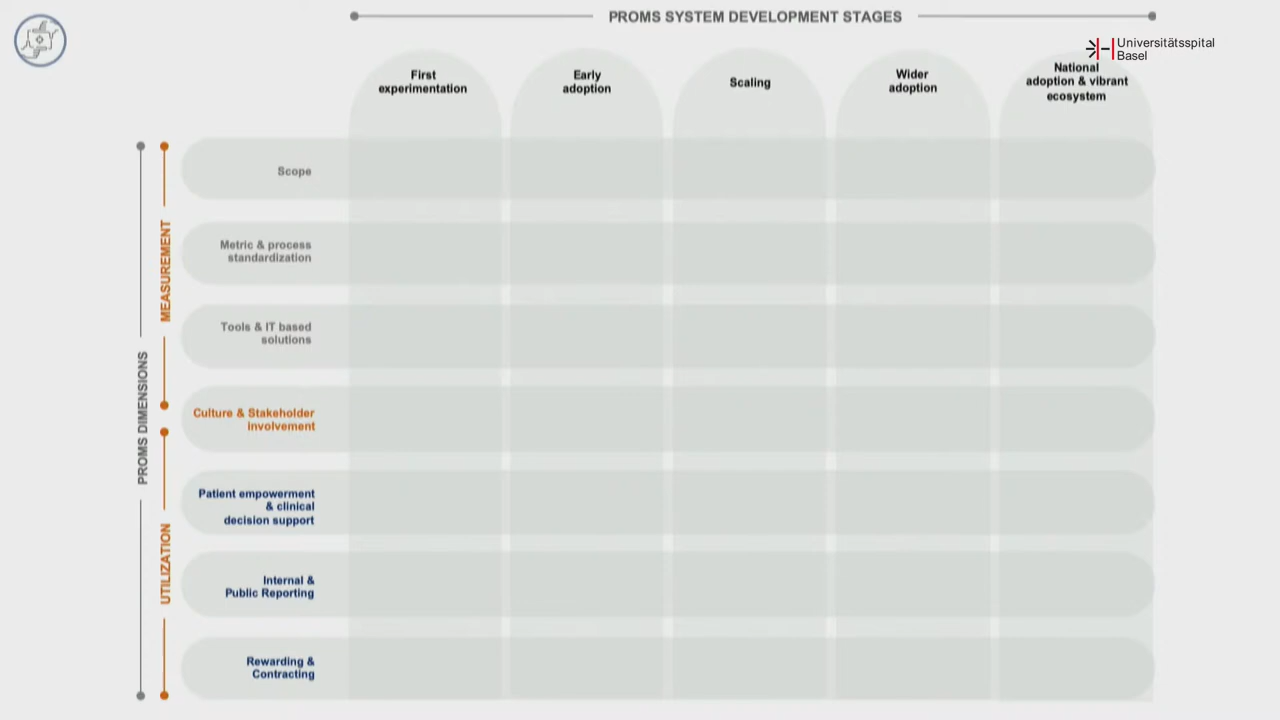 PROMS SYSTEM DEVELOPMENT STAGES
Universitätsspital
Basel
First
experimentation
Early
adoption
Scaling
Wider
adoption
National
adoption & vibrant
ecosystem
PROMS DIMENSIONS
MEASUREMENT
Scope
Metric & process
standardization
Tools & IT based
solutions
Culture & Stakeholder
involvement
UTILIZATION
Patient empowerment
& clinical
decision support
Internal &
Public Reporting
Rewarding &
Contracting